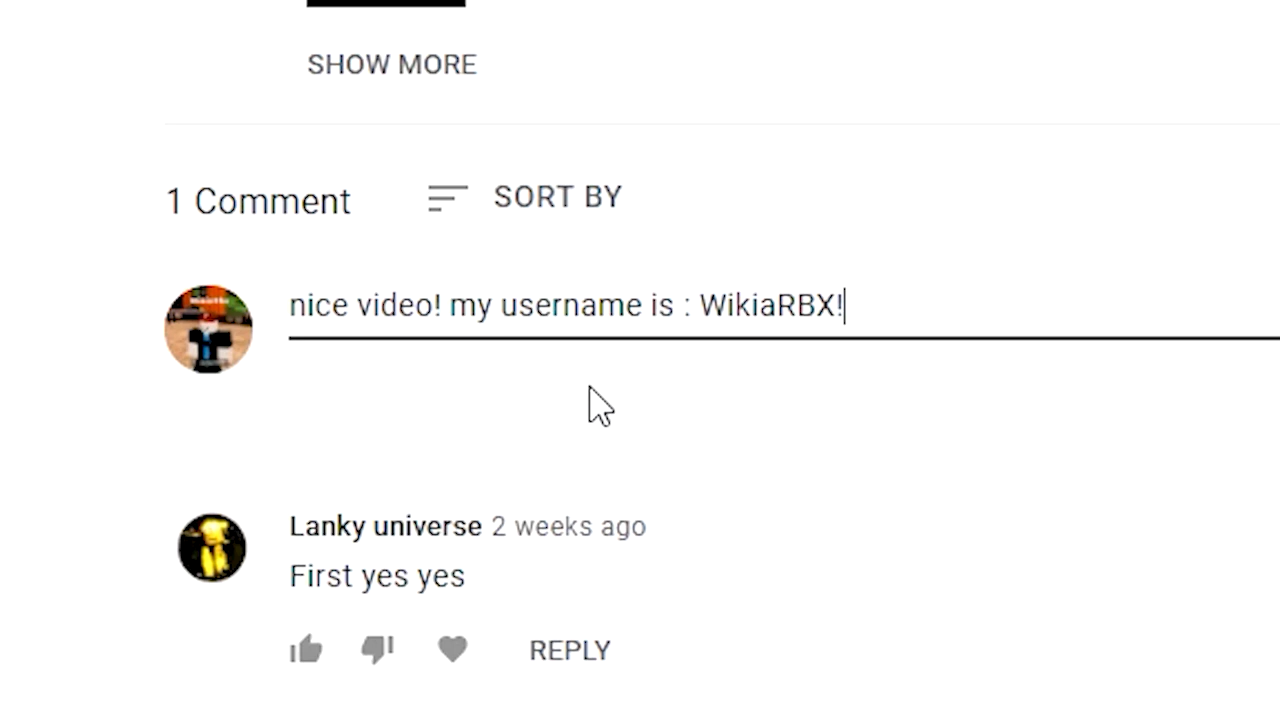 SHOW MORE
1 Comment
SORT BY
nice video! my username is : WikiaRBX!
Lanky universe 2 weeks ago
First yes yes
REPLY